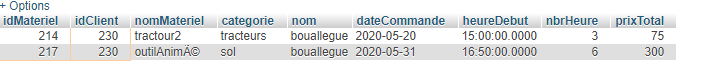 + Options
idMateriel idClient nomMateriel categorie nom dateCommande heureDebut nbrHeure prixTotal
214 230 tractour2 tracteurs bouallegue 2020-05-20 15:00:00.0000 3 75
217 230 outilAnimÃ© sol bouallegue 2020-05-31 16:50:00.0000 6 300